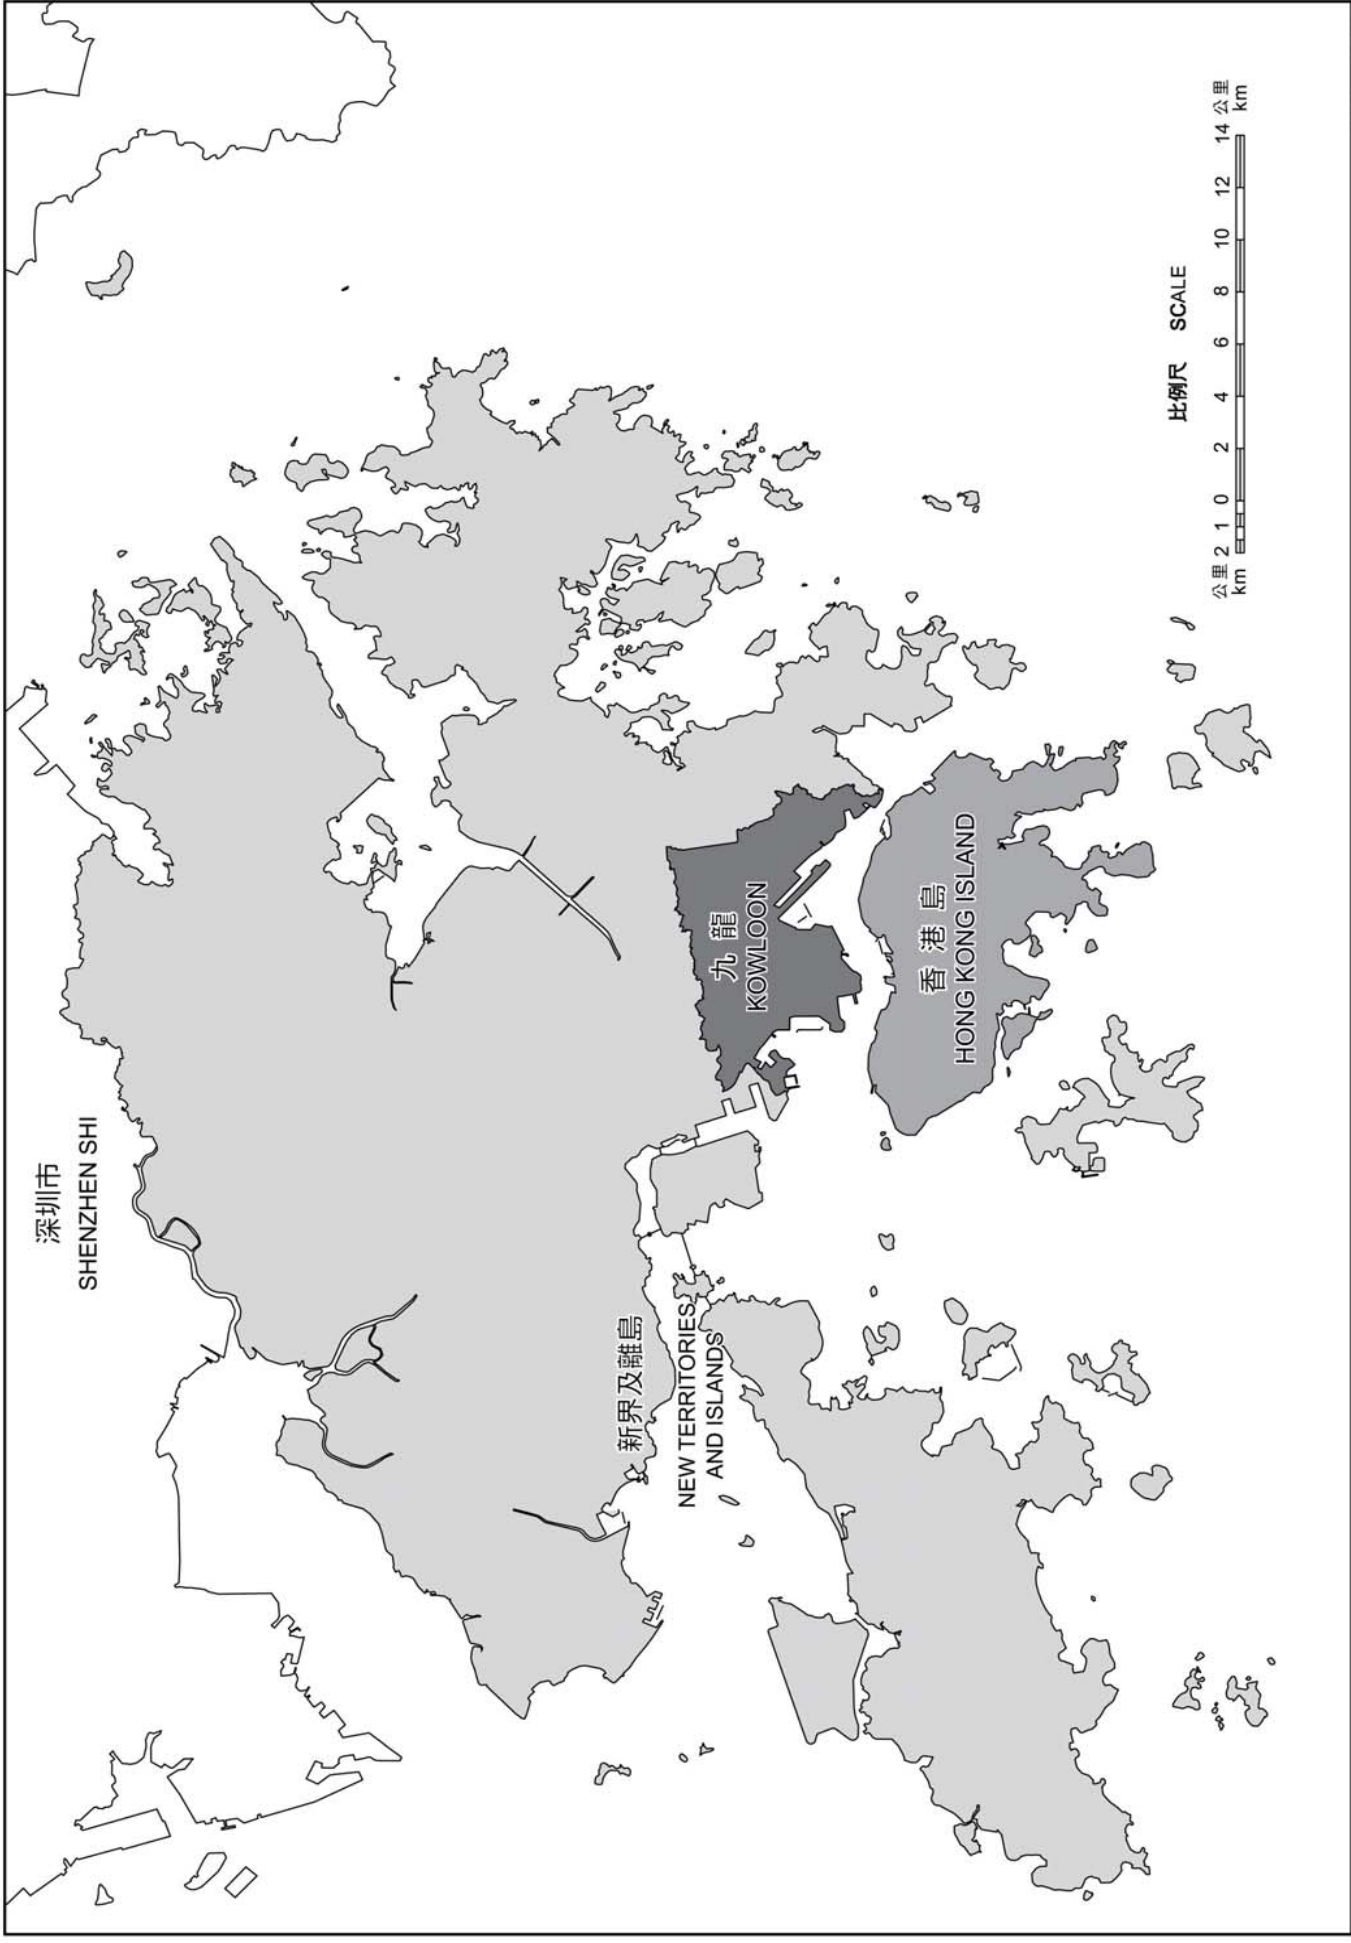 深圳市
SHENZHEN SHI
新界及離島
NEW TERRITORIES
AND ISLANDS
九龍
KOWLOON
香港島
HONG KONG ISLAND
比例尺 SCALE
公里 2 1 0 2 4 6 8 10 12 14 公里
km km